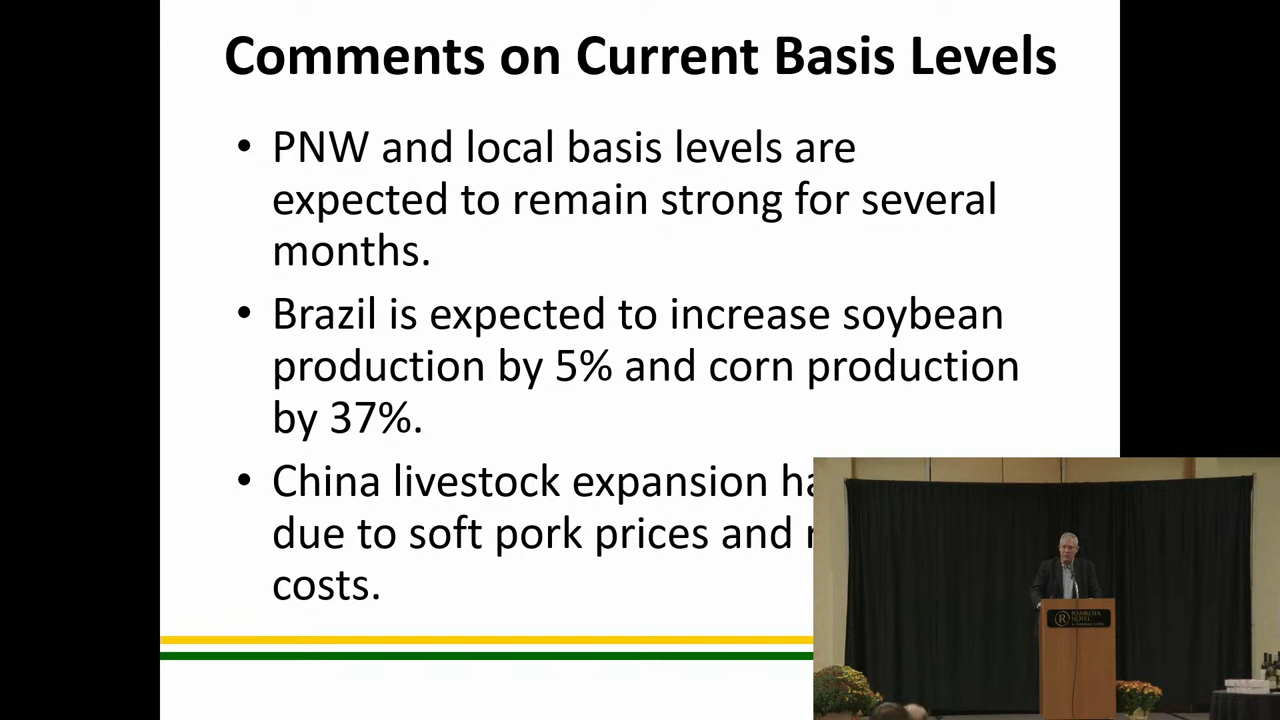 Comments on Current Basis Levels
• PNW and local basis levels are
expected to remain strong for several
months.
• Brazil is expected to increase soybean
production by 5% and corn production
by 37%.
• China livestock expansion
due to soft pork prices and
costs.
RAMKOTA
HOTEL